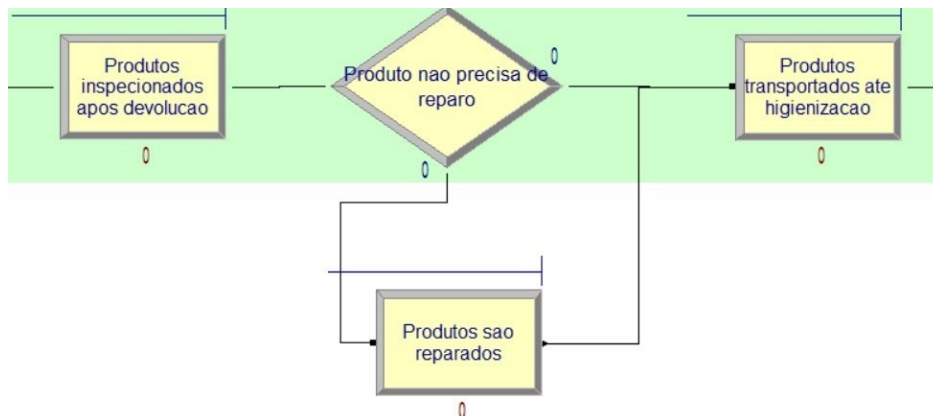 Produtos
inspecionados
apos devolucao
0
Produto nao precisa de
reparo
0
0
Produtos
transportados ate
higienizacao
0
Produtos sao
reparados
0